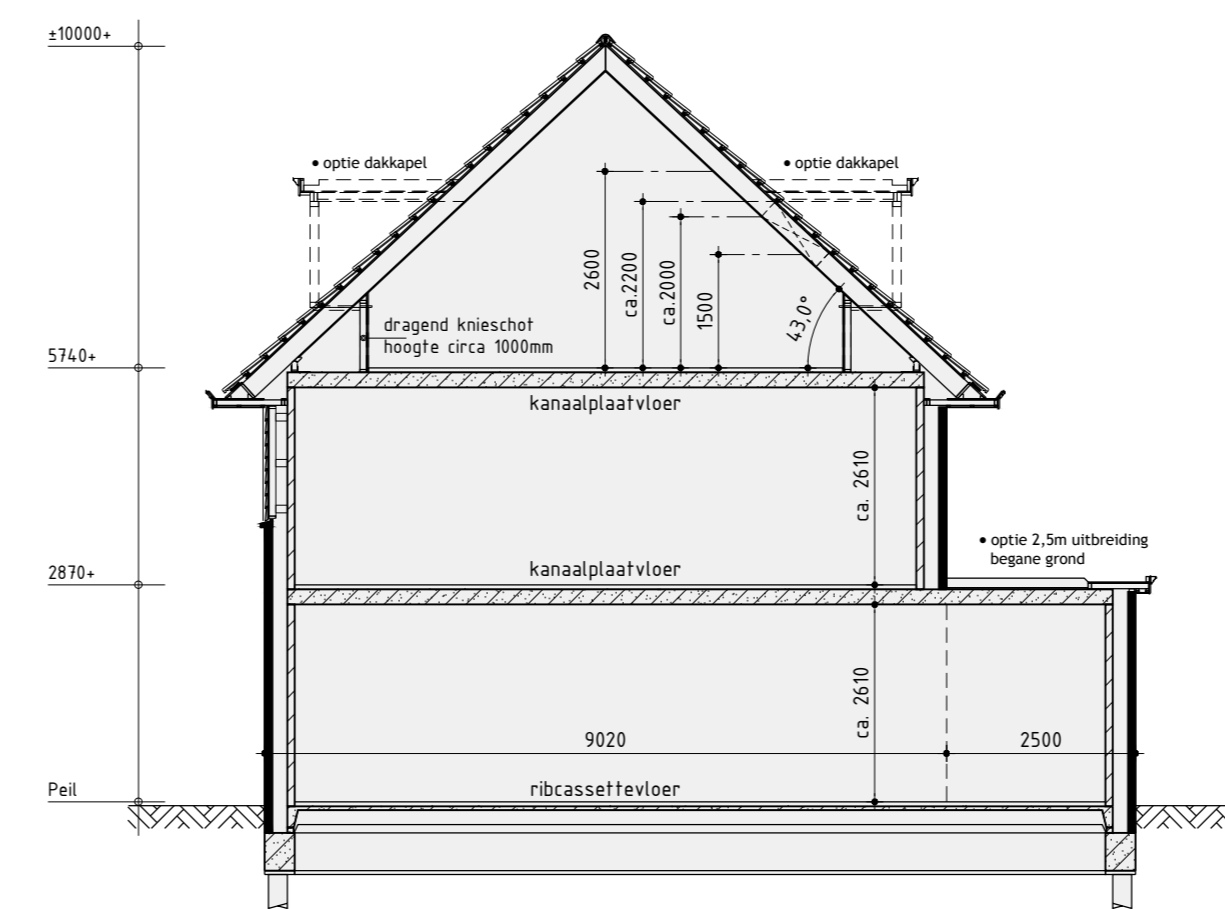 ±10000+
• optie dakkapel
• optie dakkapel
2600
ca.2200
ca.2000
1500
43,0°
dragend knieschot
hoogte circa 1000mm
5740+
kanaalplaatvloer
ca. 2610
• optie 2,5m uitbreiding
begane grond
kanaalplaatvloer
2870+
ca. 2610
9020
2500
Peil
ribcassettevloer